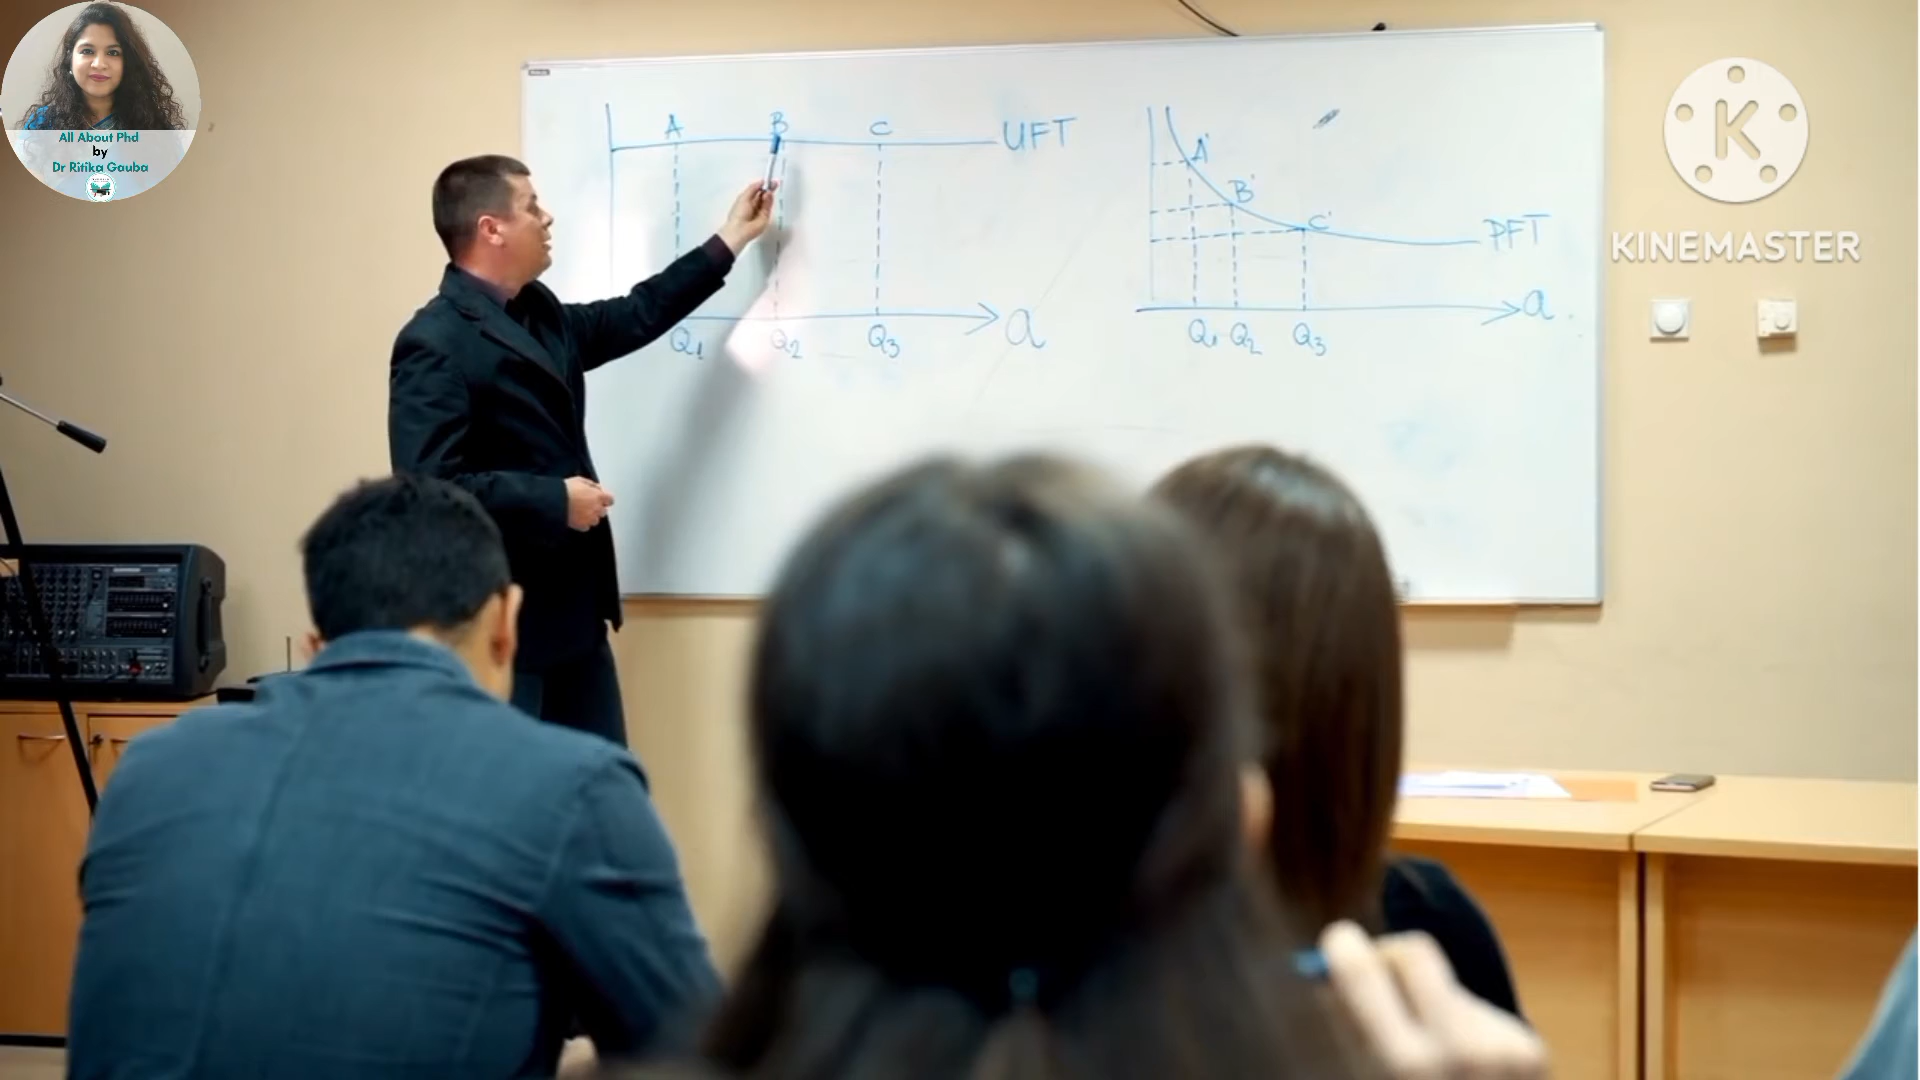 All About Phd
by
Dr Ritika Gauba
A B C UFT
Q1 Q2 Q3 Q
A' B' C' PFT
Q1 Q2 Q3 Q
K
KINEMASTER